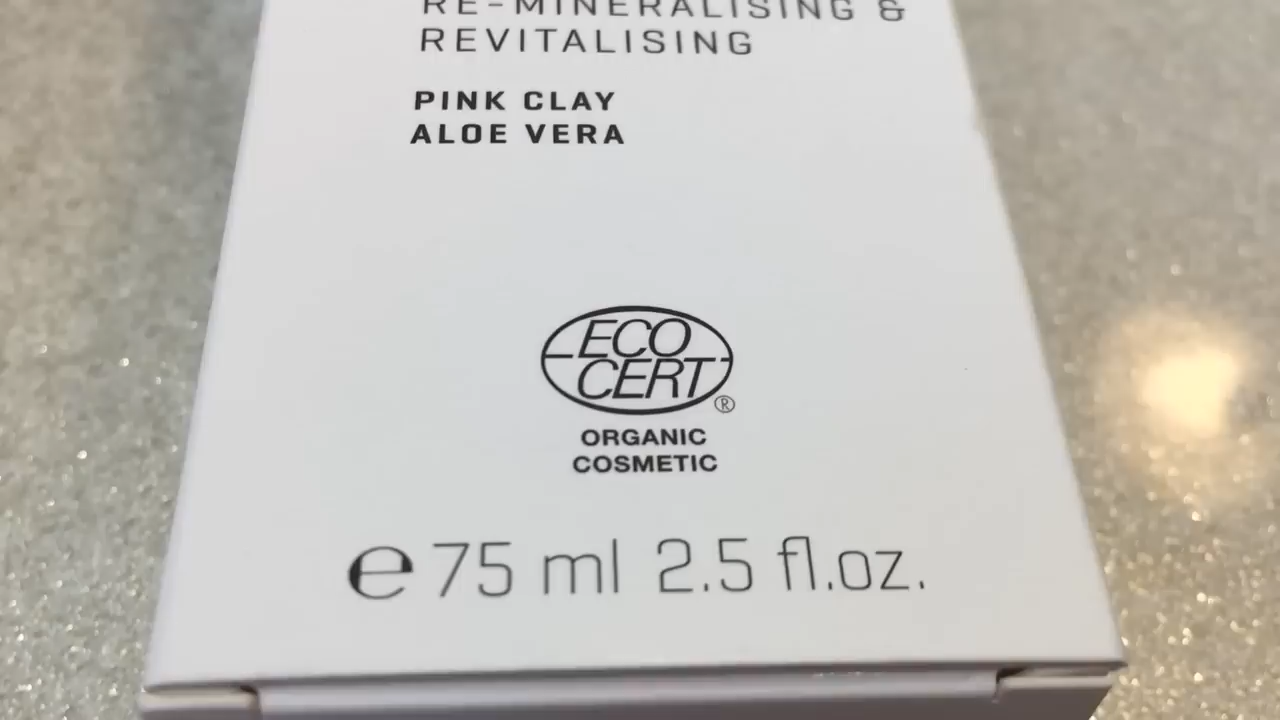 RE-MINERALISING &
REVITALISING
PINK CLAY
ALOE VERA
ECO
CERT
®
ORGANIC
COSMETIC
℮ 75 ml 2.5 fl.oz.